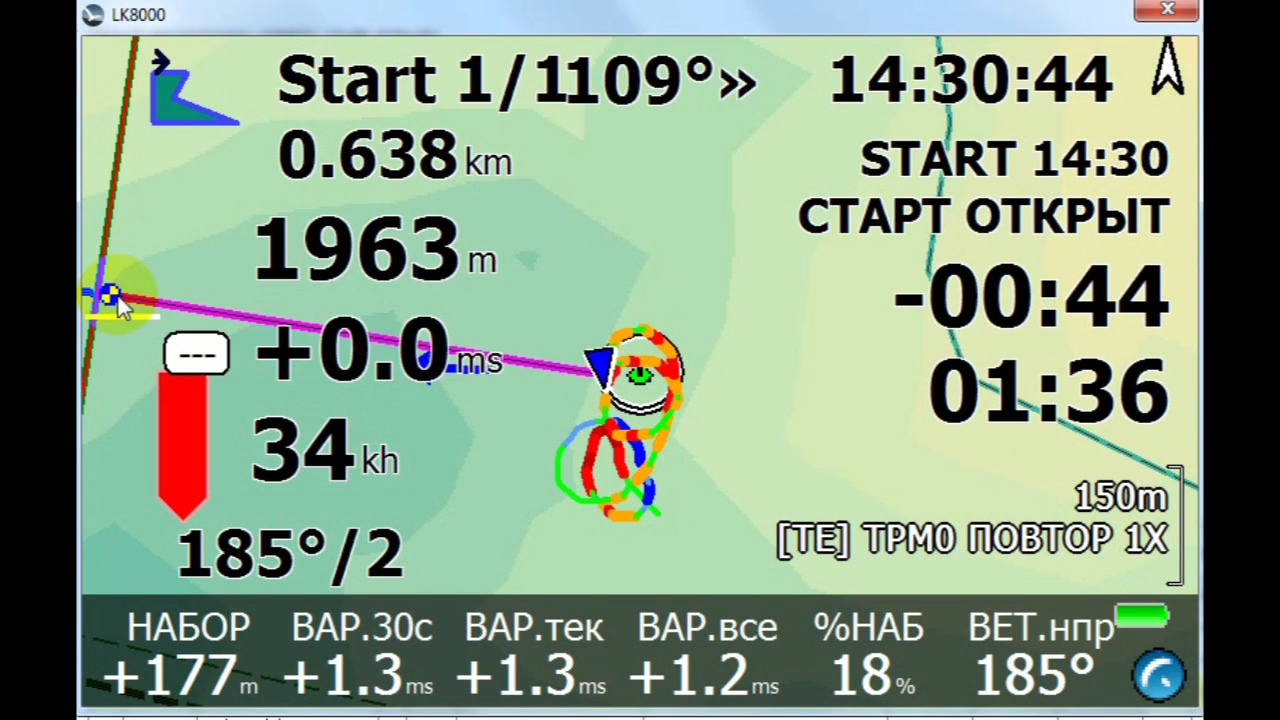 LK8000
Start 1/1109°»
14:30:44
0.638 km
START 14:30
СТАРТ ОТКРЫТ
1963 m
-00:44
--- +0.0 ms
01:36
34 kh
150m
[TE] ТРМ0 ПОВТОР 1X
185°/2
НАБОР ВАР.30с ВАР.тек ВАР.все %НАБ ВЕТ.нпр
+177 m +1.3 ms +1.3 ms +1.2 ms 18 % 185°